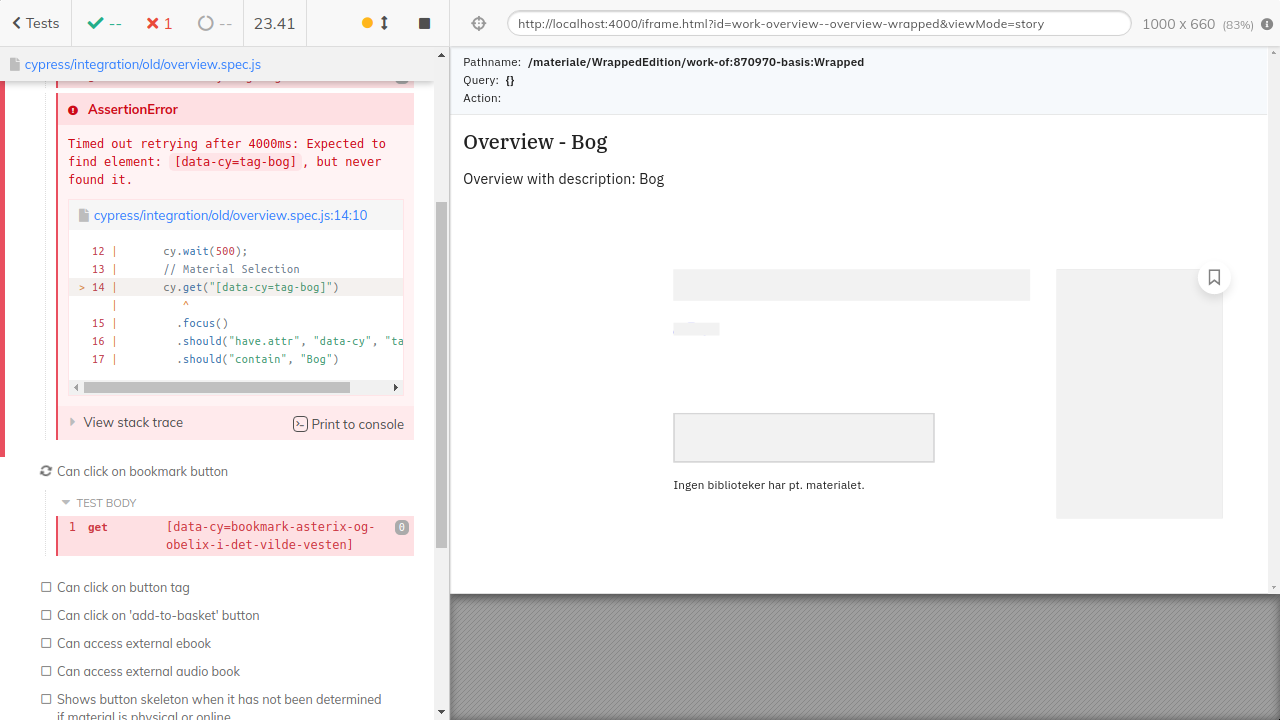 Tests
--
1
--
23.41
http://localhost:4000/iframe.html?id=work-overview--overview-wrapped&viewMode=story
1000 x 660 (83%)
cypress/integration/old/overview.spec.js
AssertionError
Timed out retrying after 4000ms: Expected to
find element: [data-cy=tag-bog], but never
found it.
cypress/integration/old/overview.spec.js:14:10
12 | cy.wait(500);
13 | // Material Selection
> 14 | cy.get("[data-cy=tag-bog]")
| ^
15 | .focus()
16 | .should("have.attr", "data-cy", "ta
17 | .should("contain", "Bog")
View stack trace
Print to console
Can click on bookmark button
TEST BODY
1 get [data-cy=bookmark-asterix-og- 0
obelix-i-det-vilde-vesten]
Can click on button tag
Can click on 'add-to-basket' button
Can access external ebook
Can access external audio book
Shows button skeleton when it has not been determined
if material is physical or online
Pathname: /materiale/WrappedEdition/work-of:870970-basis:Wrapped
Query: {}
Action:
Overview - Bog
Overview with description: Bog
Ingen biblioteker har pt. materialet.